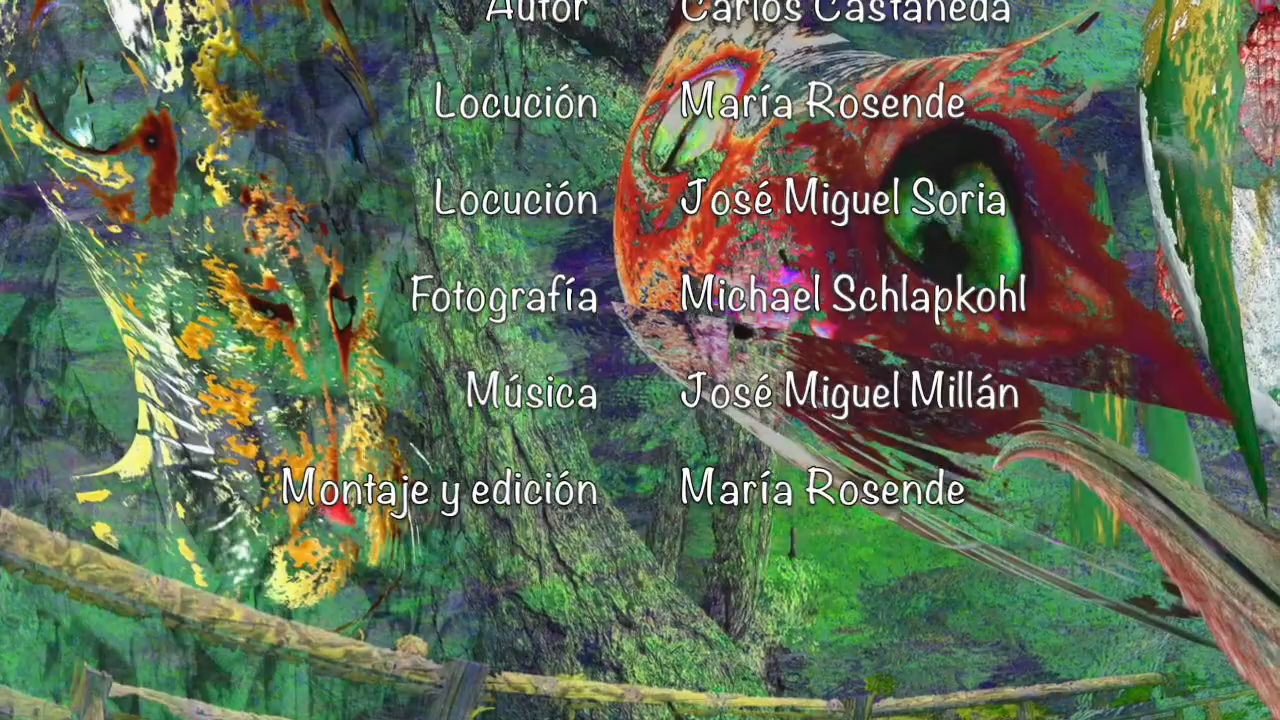 Autor Carlos Castaneda
Locución María Rosende
Locución José Miguel Soria
Fotografía Michael Schlapkohl
Música José Miguel Millán
Montaje y edición María Rosende